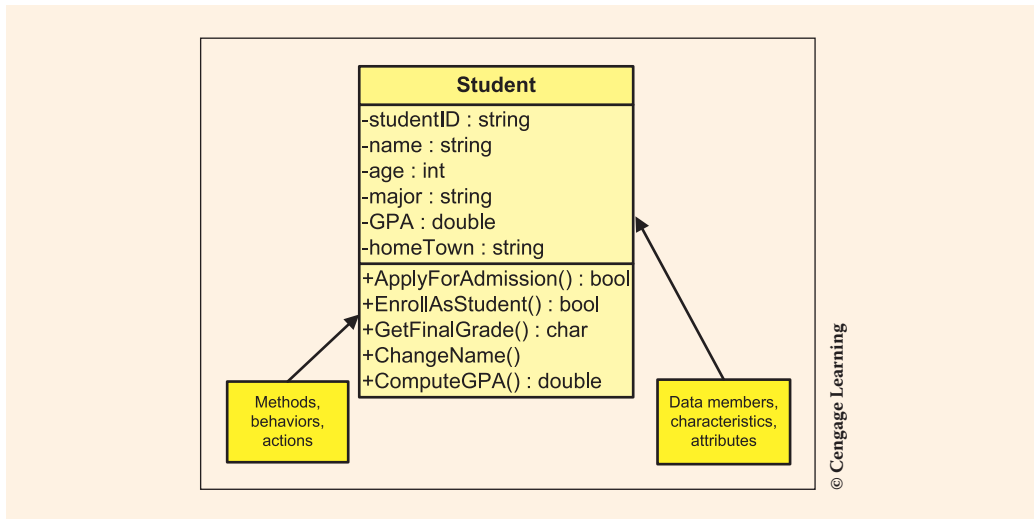 Student
-studentID : string
-name : string
-age : int
-major : string
-GPA : double
-homeTown : string
+ApplyForAdmission() : bool
+EnrollAsStudent() : bool
+GetFinalGrade() : char
+ChangeName()
+ComputeGPA() : double
Methods,
behaviors,
actions
Data members,
characteristics,
attributes
© Cengage Learning